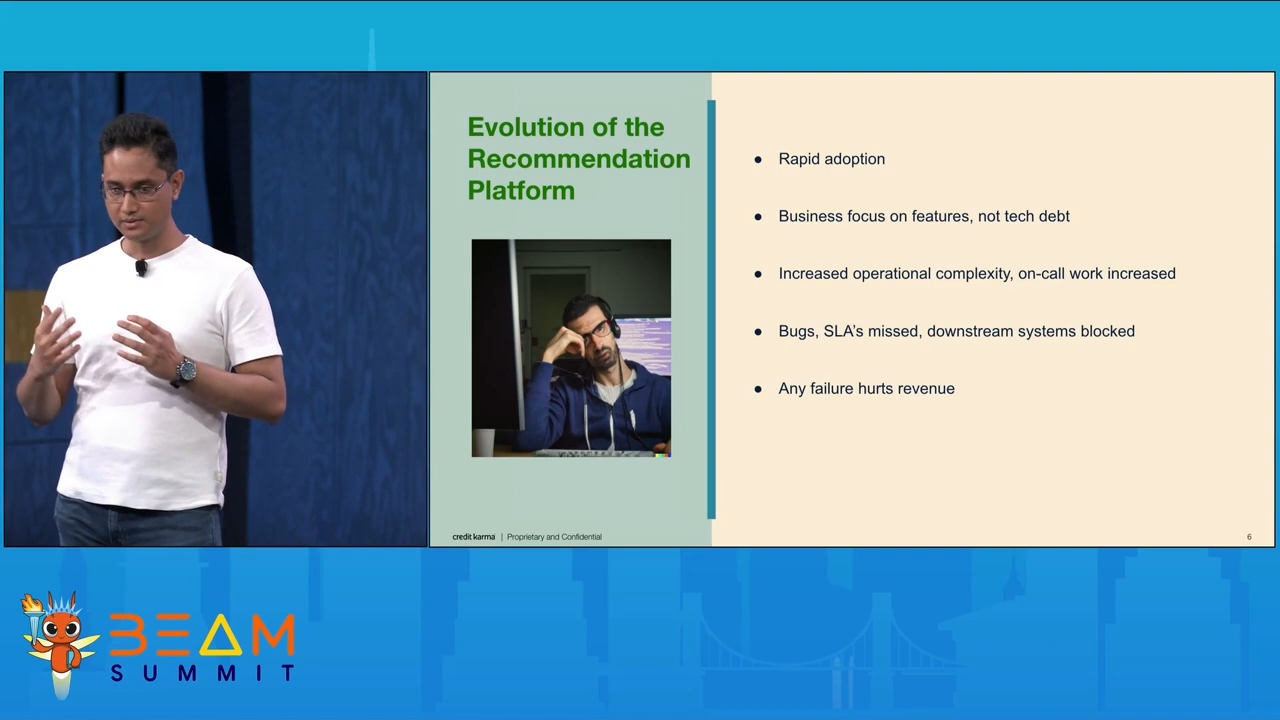 Evolution of the
Recommendation
Platform
● Rapid adoption
● Business focus on features, not tech debt
● Increased operational complexity, on-call work increased
● Bugs, SLA's missed, downstream systems blocked
● Any failure hurts revenue
credit karma | Proprietary and Confidential
6
BEAM
SUMMIT